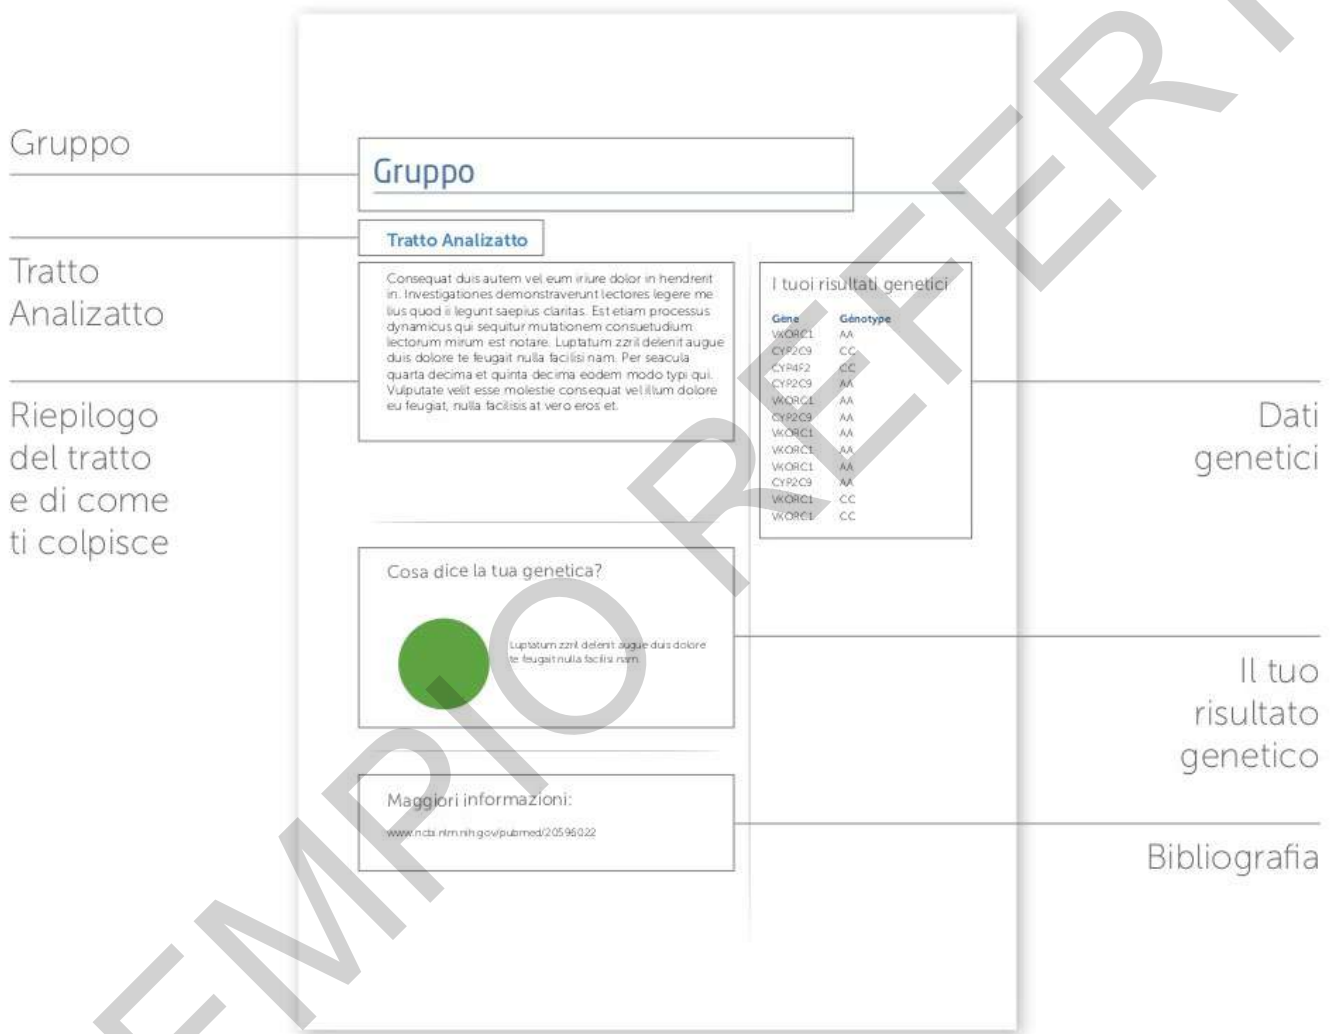 Gruppo
Gruppo
Tratto Analizatto
Tratto
Analizatto
Consequat duis autem vel eum iriure dolor in hendrerit
in. Investigationes demonstraverunt lectores legere me
lius quod ii legunt saepius claritas. Est etiam processus
dynamicus qui sequitur mutationem consuetudium
lectorum mirum est notare. Luptatum zzril delenit augue
duis dolore te feugait nulla facilisi nam. Per seacula
quarta decima et quinta decima eodem modo typi qui.
Vulputate velit esse molestie consequat vel illum dolore
eu feugiat, nulla facilisis at vero eros et.
I tuoi risultati genetici
Gène Génotype
VKORC1 AA
CYP2C9 CC
CYP4F2 CC
CYP2C9 AA
VKORC1 AA
CYP2C9 AA
VKORC1 AA
VKORC1 AA
VKORC1 AA
CYP2C9 AA
VKORC1 CC
VKORC1 CC
Riepilogo
del tratto
e di come
ti colpisce
Dati
genetici
Cosa dice la tua genetica?
Luptatum zzril delenit augue duis dolore
te feugait nulla facilisi nam.
Il tuo
risultato
genetico
Maggiori informazioni:
www.ncbi.nlm.nih.gov/pubmed/20596022
Bibliografia
EMPIO REFERT